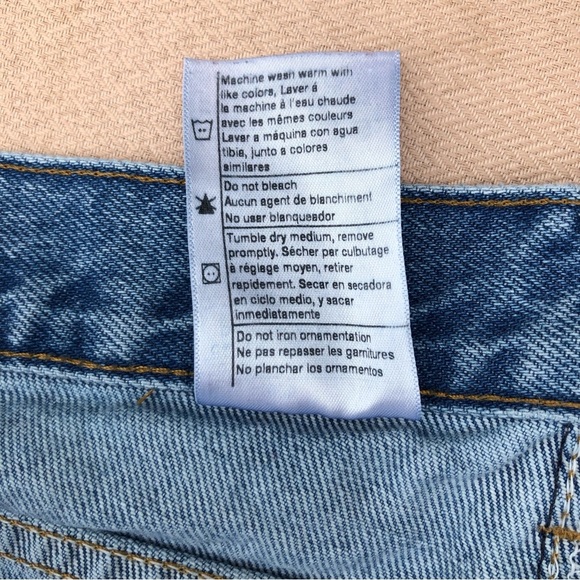 Machine wash warm with
like colors, Laver á
la machine à l'eau chaude
avec les mêmes couleurs
Lavar a máquina con agua
tibia, junto a colores
similares
Do not bleach
Aucun agent de blanchiment
No usar blanqueador
Tumble dry medium, remove
promptly. Sécher par culbutage
à réglage moyen, retirer
rapidement. Secar en secadora
en ciclo medio, y sacar
inmediatamente
Do not iron ornamentation
Ne pas repasser les garnitures
No planchar los ornamentos